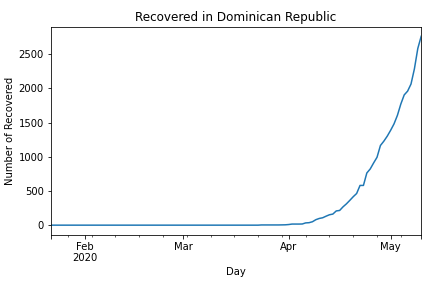 Recovered in Dominican Republic
Number of Recovered
2500
2000
1500
1000
500
0
Feb
2020
Mar
Apr
May
Day